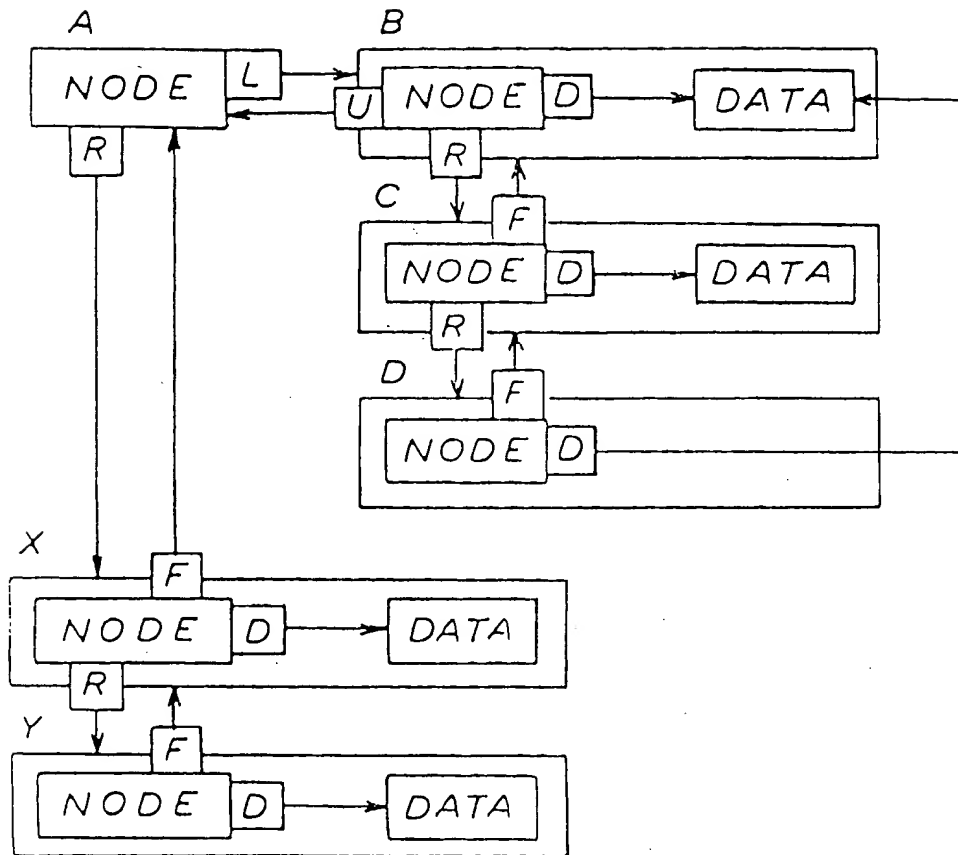 A
B
NODE L
U NODE D DATA
R
R
C
F
NODE D DATA
R
D
F
NODE D
X
F
NODE D DATA
R
Y
F
NODE D DATA